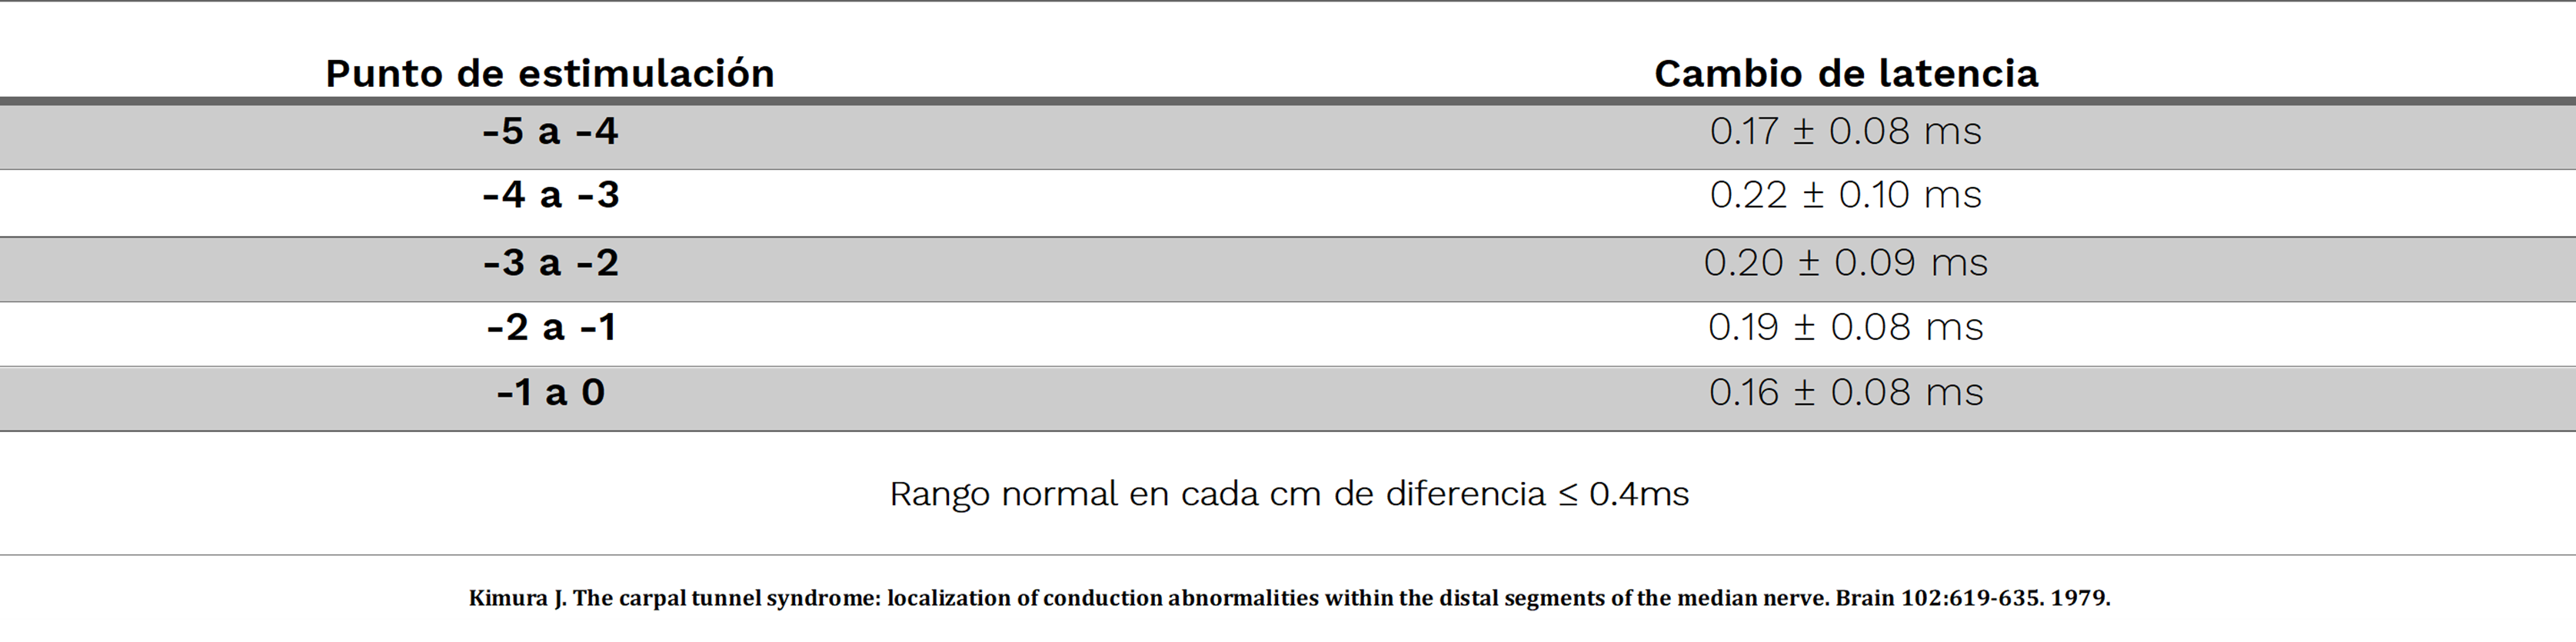 Punto de estimulación Cambio de latencia
-5 a -4 0.17 ± 0.08 ms
-4 a -3 0.22 ± 0.10 ms
-3 a -2 0.20 ± 0.09 ms
-2 a -1 0.19 ± 0.08 ms
-1 a 0 0.16 ± 0.08 ms
Rango normal en cada cm de diferencia ≤ 0.4ms
Kimura J. The carpal tunnel syndrome: localization of conduction abnormalities within the distal segments of the median nerve. Brain 102:619-635. 1979.